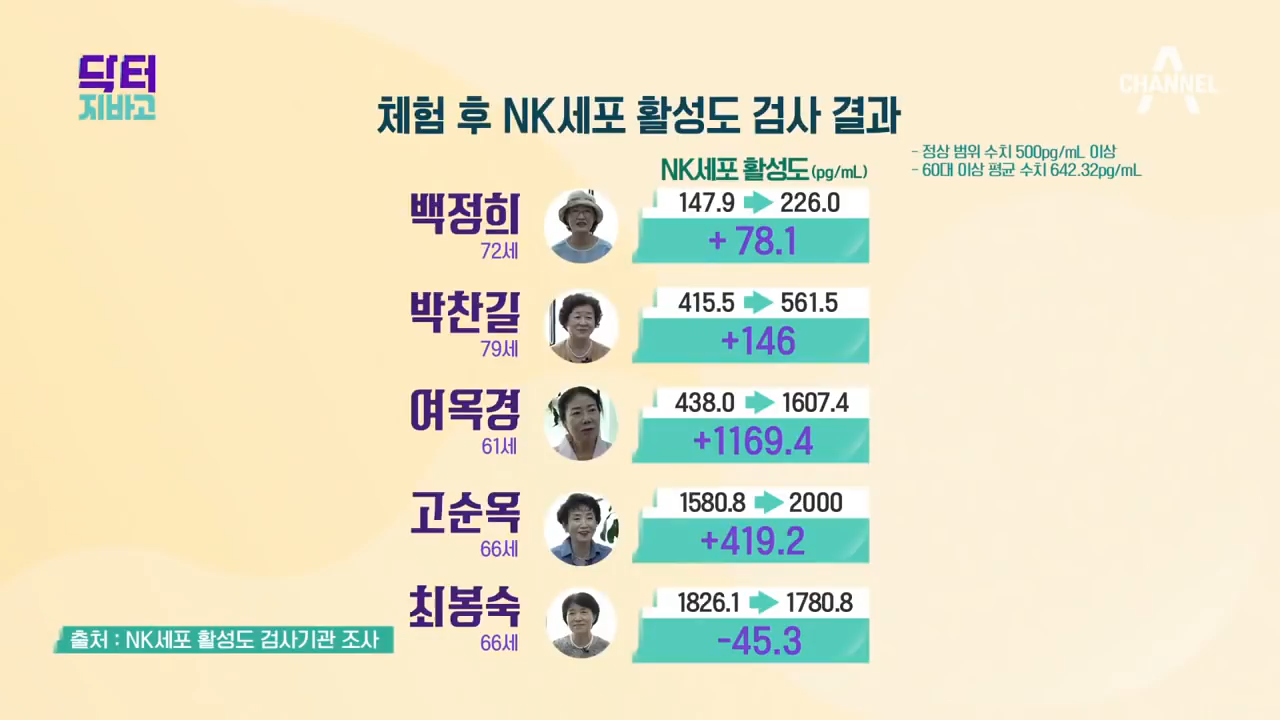 닥터
지바고
CHANNEL A
체험 후 NK세포 활성도 검사 결과
- 정상 범위 수치 500pg/mL 이상
- 60대 이상 평균 수치 642.32pg/mL
NK세포 활성도(pg/mL)
백정희
72세
147.9 226.0
+ 78.1
박찬길
79세
415.5 561.5
+146
여옥경
61세
438.0 1607.4
+1169.4
고순옥
66세
1580.8 2000
+419.2
최봉숙
66세
1826.1 1780.8
-45.3
출처 : NK세포 활성도 검사기관 조사